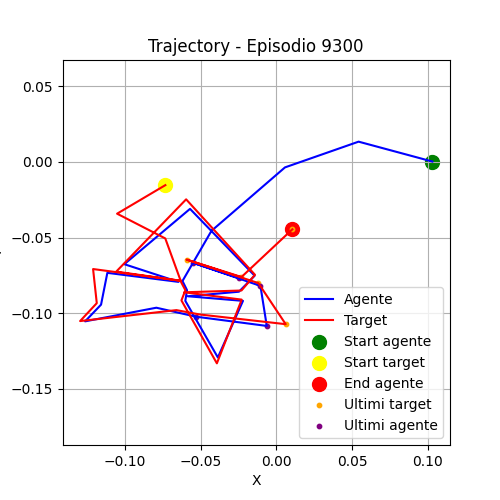 Trajectory - Episodio 9300
0.05
0.00
−0.05
−0.10
−0.15
−0.10
−0.05
0.00
0.05
0.10
X
Agente
Target
Start agente
Start target
End agente
Ultimi target
Ultimi agente